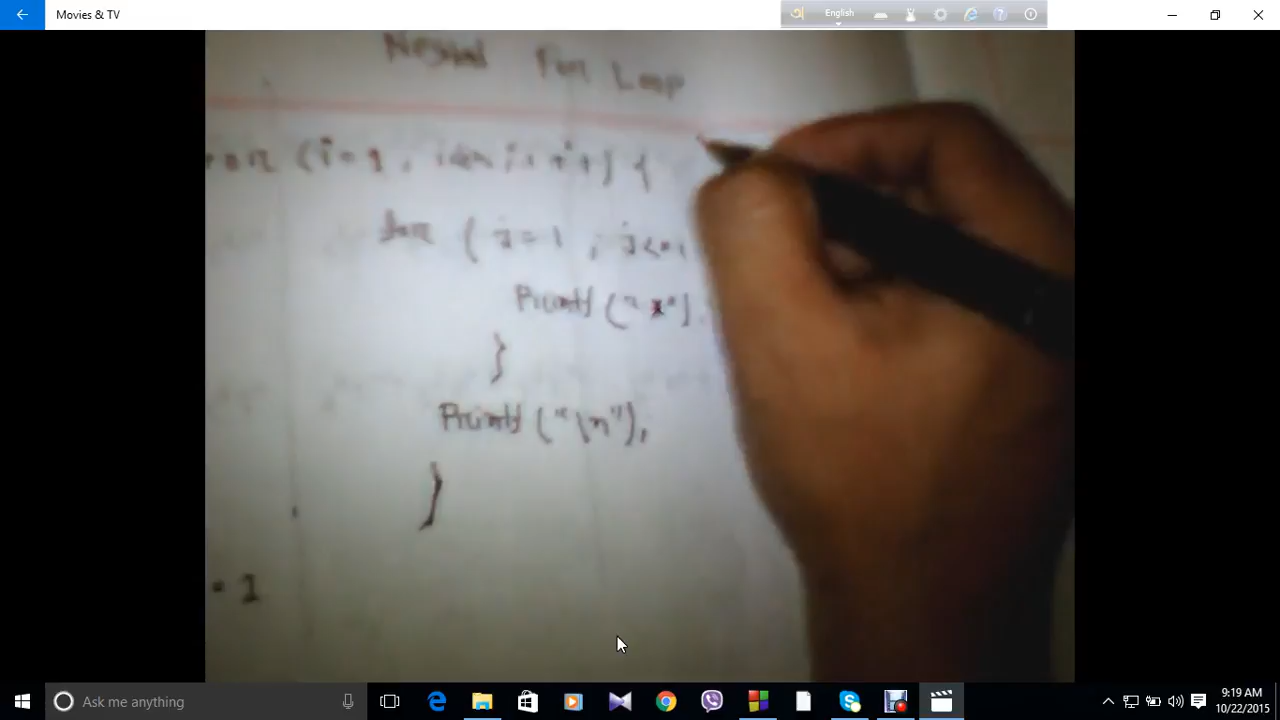 Movies & TV
English
Nested For Loop
for (i=1; i<=n; i++) {
for (j=1; j<=i
Printf ("*")
}
Printf ("\n");
}
= 1
Ask me anything
9:19 AM
10/22/2015